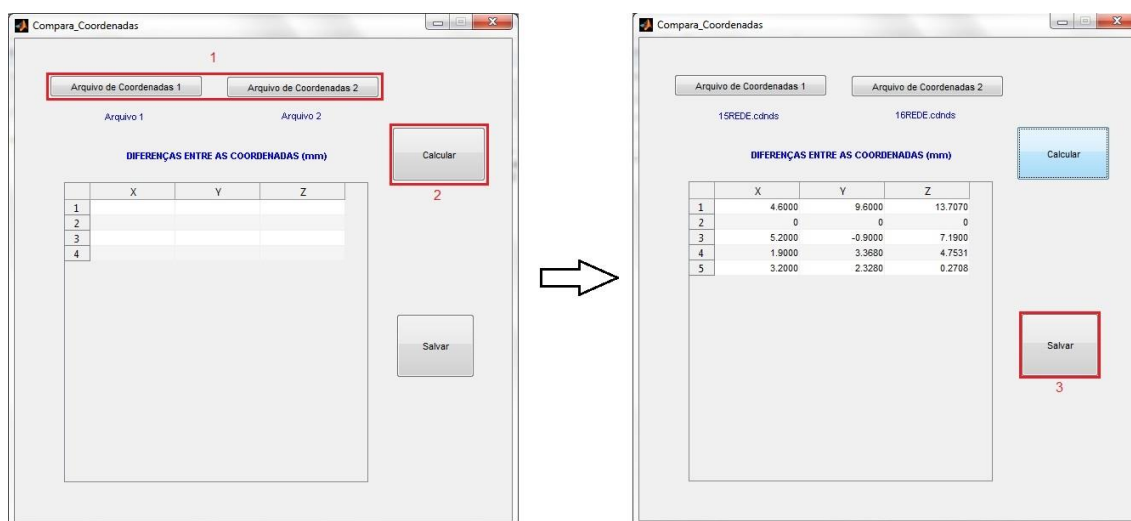 Compara_Coordenadas
1
Arquivo de Coordenadas 1 Arquivo de Coordenadas 2
Arquivo 1 Arquivo 2
DIFERENÇAS ENTRE AS COORDENADAS (mm)
Calcular
2
X Y Z
1
2
3
4
Salvar
Compara_Coordenadas
Arquivo de Coordenadas 1 Arquivo de Coordenadas 2
15REDE.cdnds 16REDE.cdnds
DIFERENÇAS ENTRE AS COORDENADAS (mm)
Calcular
X Y Z
1 4.6000 9.6000 13.7070
2 0 0 0
3 5.2000 -0.9000 7.1900
4 1.9000 3.3680 4.7531
5 3.2000 2.3280 0.2708
Salvar
3